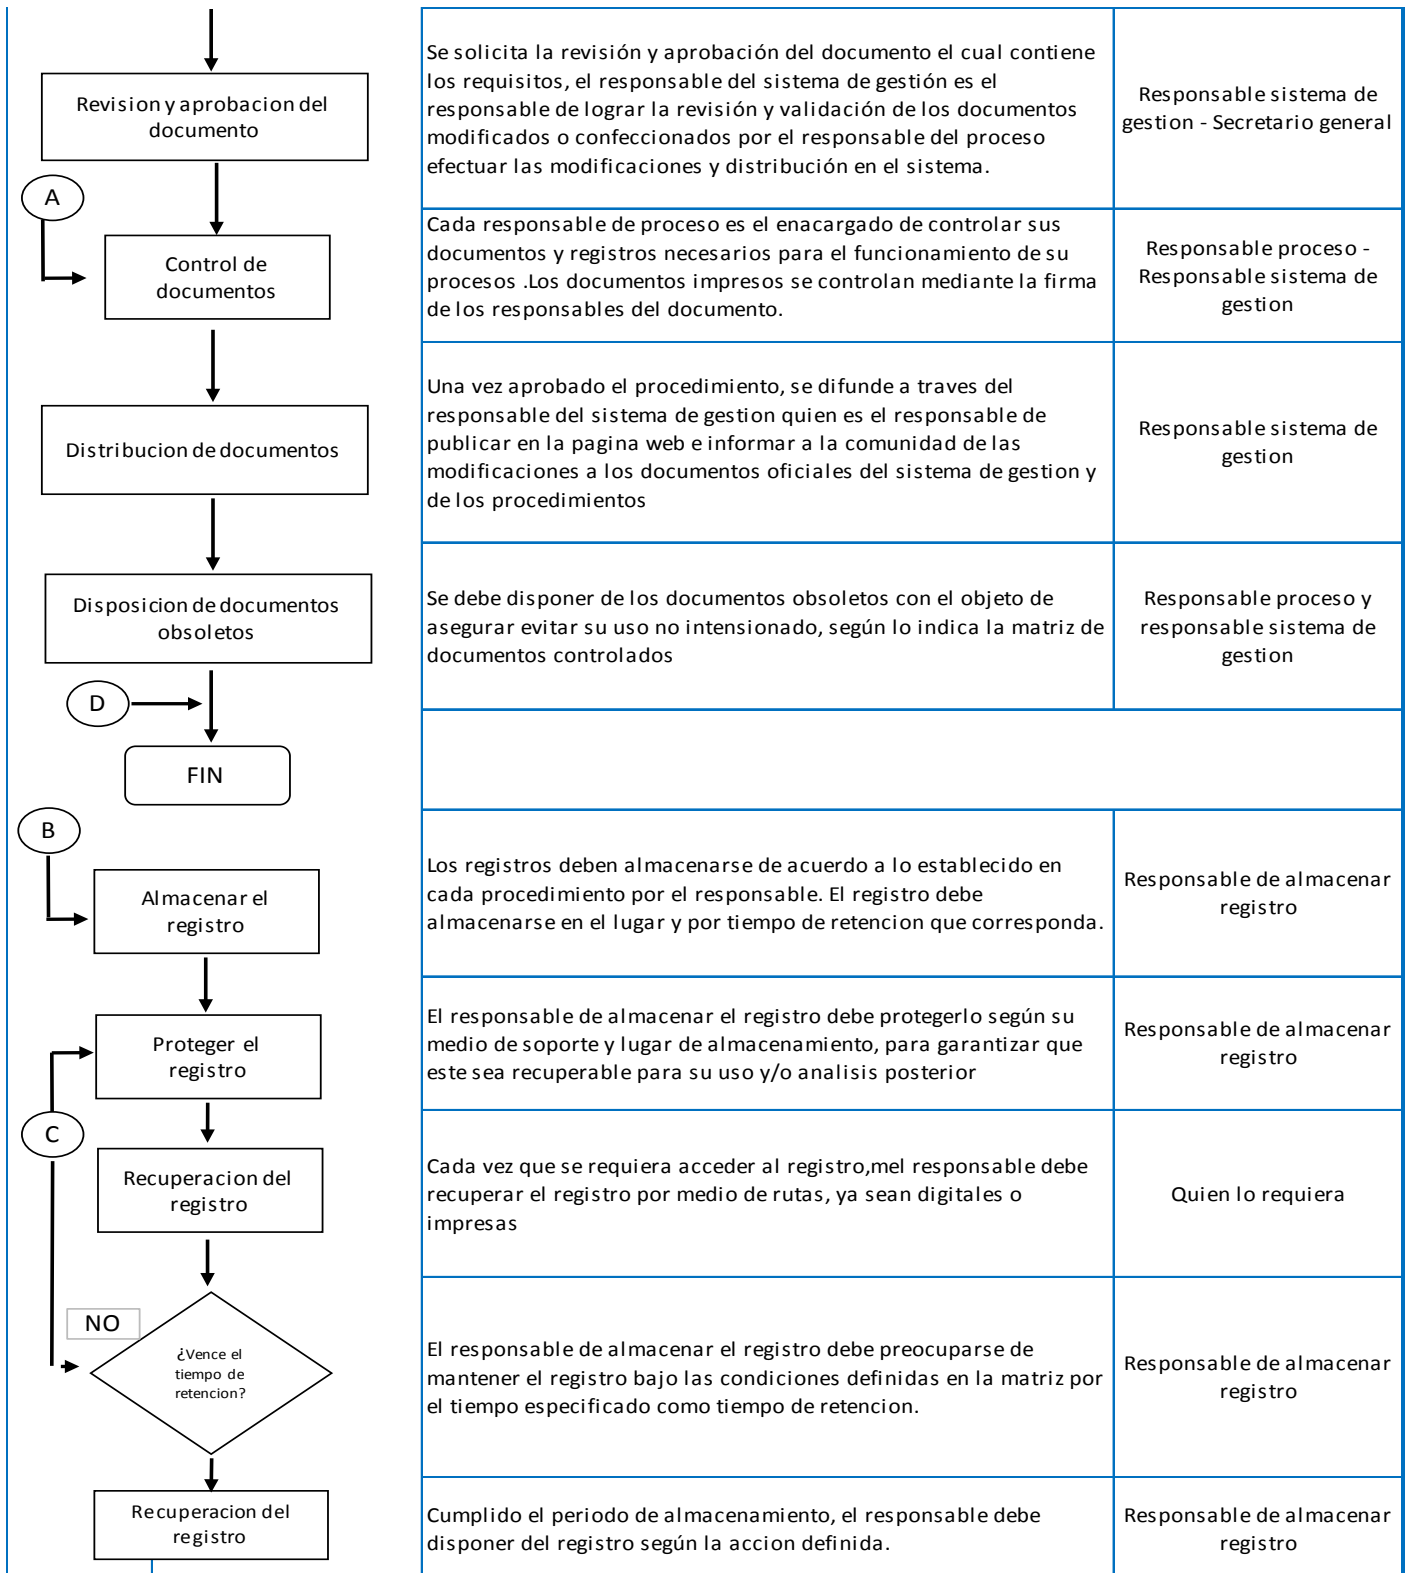 Revision y aprobacion del
documento
Se solicita la revisión y aprobación del documento el cual contiene
los requisitos, el responsable del sistema de gestión es el
responsable de lograr la revisión y validación de los documentos
modificados o confeccionados por el responsable del proceso
efectuar las modificaciones y distribución en el sistema.
Responsable sistema de
gestion - Secretario general
A
Control de
documentos
Cada responsable de proceso es el enacargado de controlar sus
documentos y registros necesarios para el funcionamiento de su
procesos .Los documentos impresos se controlan mediante la firma
de los responsables del documento.
Responsable proceso -
Responsable sistema de
gestion
Distribucion de documentos
Una vez aprobado el procedimiento, se difunde a traves del
responsable del sistema de gestion quien es el responsable de
publicar en la pagina web e informar a la comunidad de las
modificaciones a los documentos oficiales del sistema de gestion y
de los procedimientos
Responsable sistema de
gestion
Disposicion de documentos
obsoletos
Se debe disponer de los documentos obsoletos con el objeto de
asegurar evitar su uso no intensionado, según lo indica la matriz de
documentos controlados
Responsable proceso y
responsable sistema de
gestion
D
FIN
B
Almacenar el
registro
Los registros deben almacenarse de acuerdo a lo establecido en
cada procedimiento por el responsable. El registro debe
almacenarse en el lugar y por tiempo de retencion que corresponda.
Responsable de almacenar
registro
Proteger el
registro
El responsable de almacenar el registro debe protegerlo según su
medio de soporte y lugar de almacenamiento, para garantizar que
este sea recuperable para su uso y/o analisis posterior
Responsable de almacenar
registro
C
Recuperacion del
registro
Cada vez que se requiera acceder al registro,mel responsable debe
recuperar el registro por medio de rutas, ya sean digitales o
impresas
Quien lo requiera
NO
¿Vence el
tiempo de
retencion?
El responsable de almacenar el registro debe preocuparse de
mantener el registro bajo las condiciones definidas en la matriz por
el tiempo especificado como tiempo de retencion.
Responsable de almacenar
registro
Recuperacion del
registro
Cumplido el periodo de almacenamiento, el responsable debe
disponer del registro según la accion definida.
Responsable de almacenar
registro